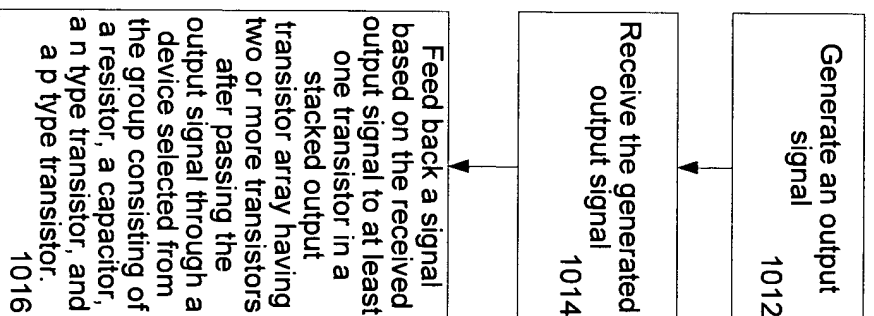 Generate an output
signal
1012
Receive the generated
output signal
1014
Feed back a signal
based on the received
output signal to at least
one transistor in a
stacked output
transistor array having
two or more transistors
after passing the
output signal through a
device selected from
the group consisting of
a resistor, a capacitor,
a n type transistor, and
a p type transistor.
1016